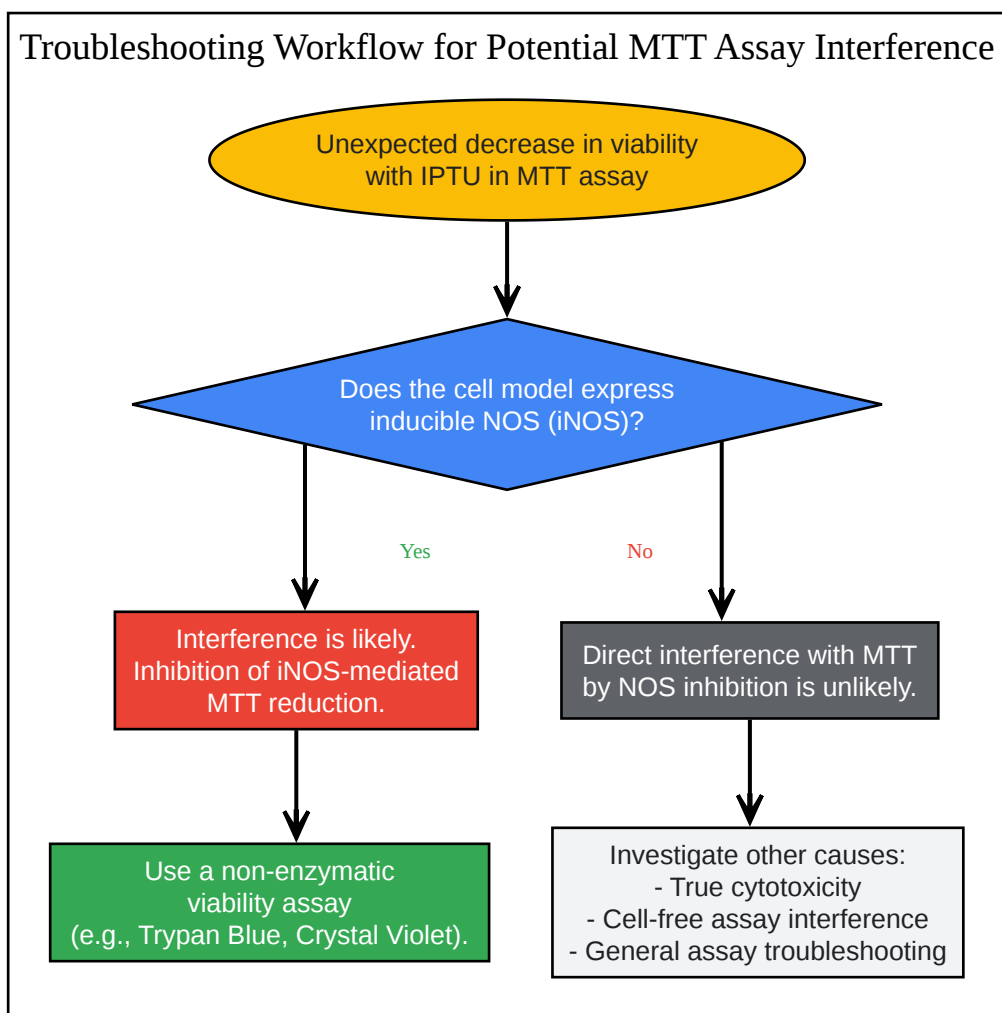 Troubleshooting Workflow for Potential MTT Assay Interference
Unexpected decrease in viability
with IPTU in MTT assay
Does the cell model express
inducible NOS (iNOS)?
Yes
No
Interference is likely.
Inhibition of iNOS-mediated
MTT reduction.
Direct interference with MTT
by NOS inhibition is unlikely.
Use a non-enzymatic
viability assay
(e.g., Trypan Blue, Crystal Violet).
Investigate other causes:
- True cytotoxicity
- Cell-free assay interference
- General assay troubleshooting